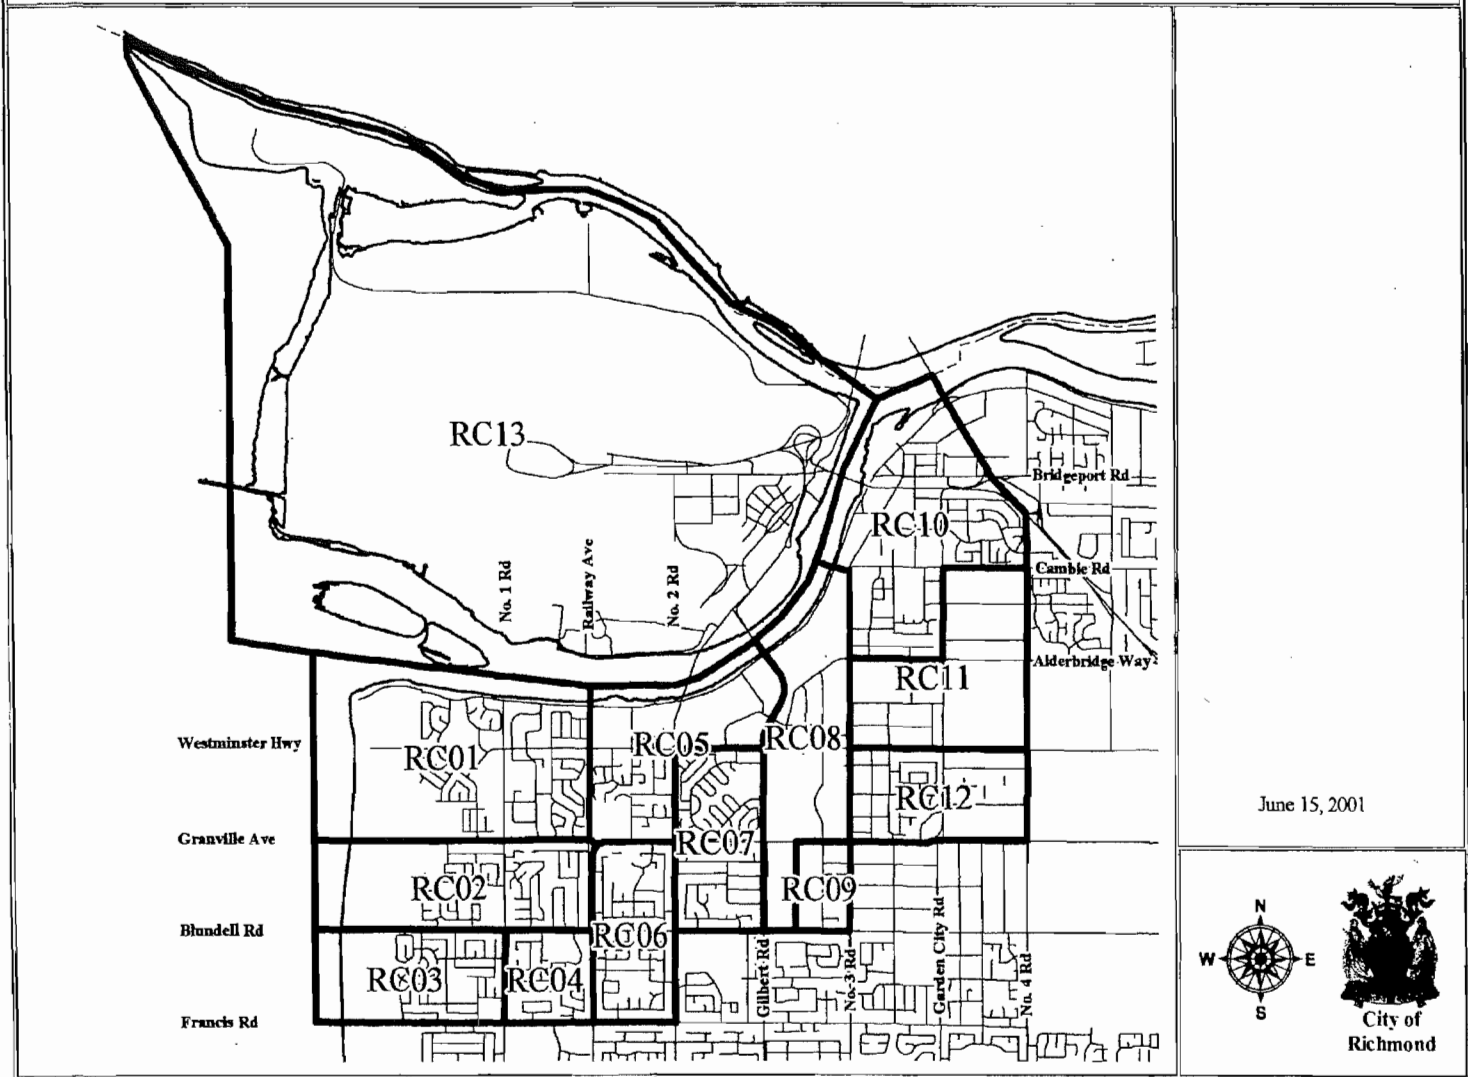 RC13
Bridgeport Rd
RC10
Cambie Rd
No. 1 Rd
Railway Ave
No. 2 Rd
Alderbridge Way
RC11
Westminster Hwy
RC01
RC05
RC08
RC12
June 15, 2001
Granville Ave
RC07
RC02
RC09
Blundell Rd
RC06
RC03
RC04
Gilbert Rd
No. 3 Rd
Garden City Rd
No. 4 Rd
Francis Rd
N
W
E
S
City of
Richmond